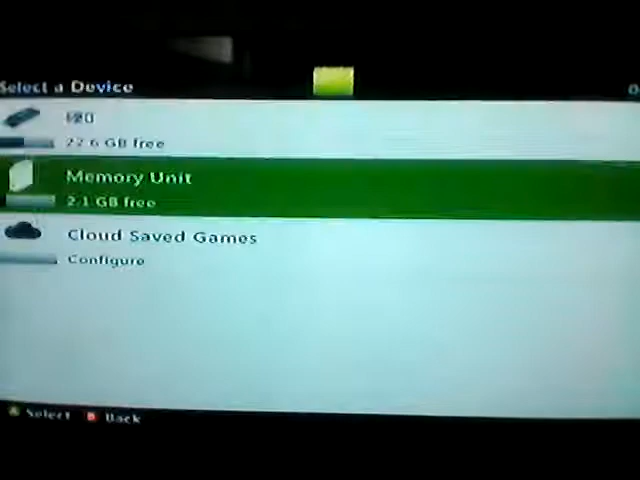 Select a Device
22.6 GB free
Memory Unit
2.1 GB free
Cloud Saved Games
Configure
A Select B Back